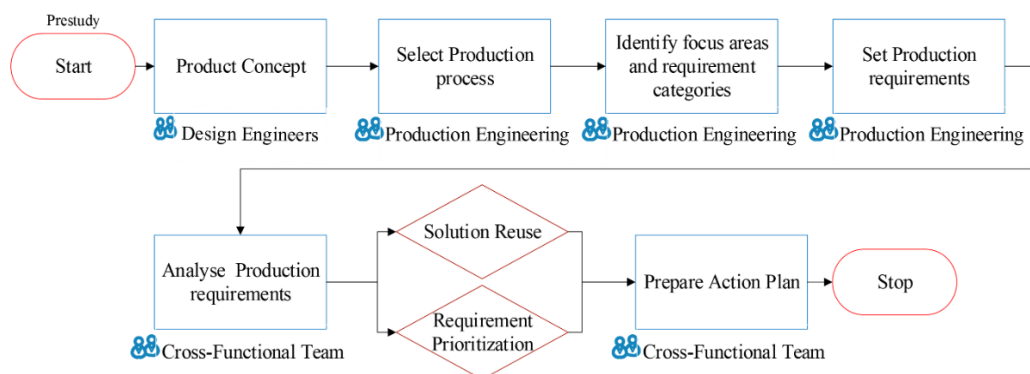 Prestudy
Start
Product Concept
Select Production
process
Identify focus areas
and requirement
categories
Set Production
requirements
Design Engineers
Production Engineering
Production Engineering
Production Engineering
Analyse Production
requirements
Solution Reuse
Requirement
Prioritization
Prepare Action Plan
Stop
Cross-Functional Team
Cross-Functional Team